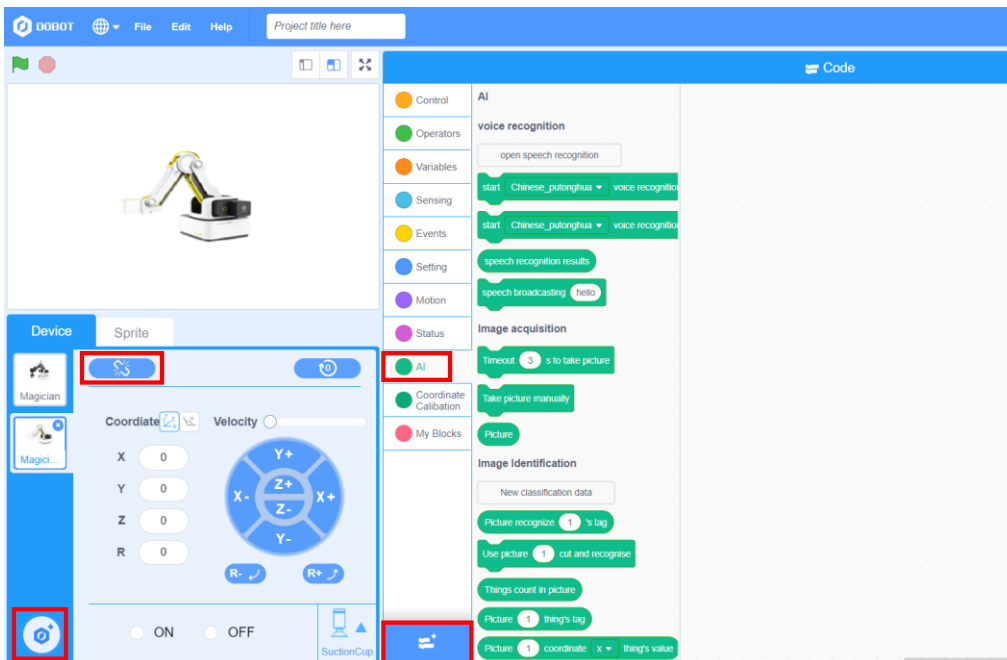 DOBOT File Edit Help Project title here
Code
Control
Operators
Variables
Sensing
Events
Setting
Motion
Status
AI
Coordinate
Calibation
My Blocks
AI
voice recognition
open speech recognition
start Chinese_putonghua voice recognitio
start Chinese_putonghua voice recognitio
speech recognition results
speech broadcasting hello
Image acquisition
Timeout 3 s to take picture
Take picture manually
Picture
Image Identification
New classification data
Picture recognize 1 's tag
Use picture 1 cut and recognise
Things count in picture
Picture 1 thing's tag
Picture 1 coordinate x thing's value
Device Sprite
Magician
Magici...
Coordiate Velocity
X 0
Y 0
Z 0
R 0
Y+
X- Z+ X+
Z-
Y-
R- R+
ON OFF
SuctionCup